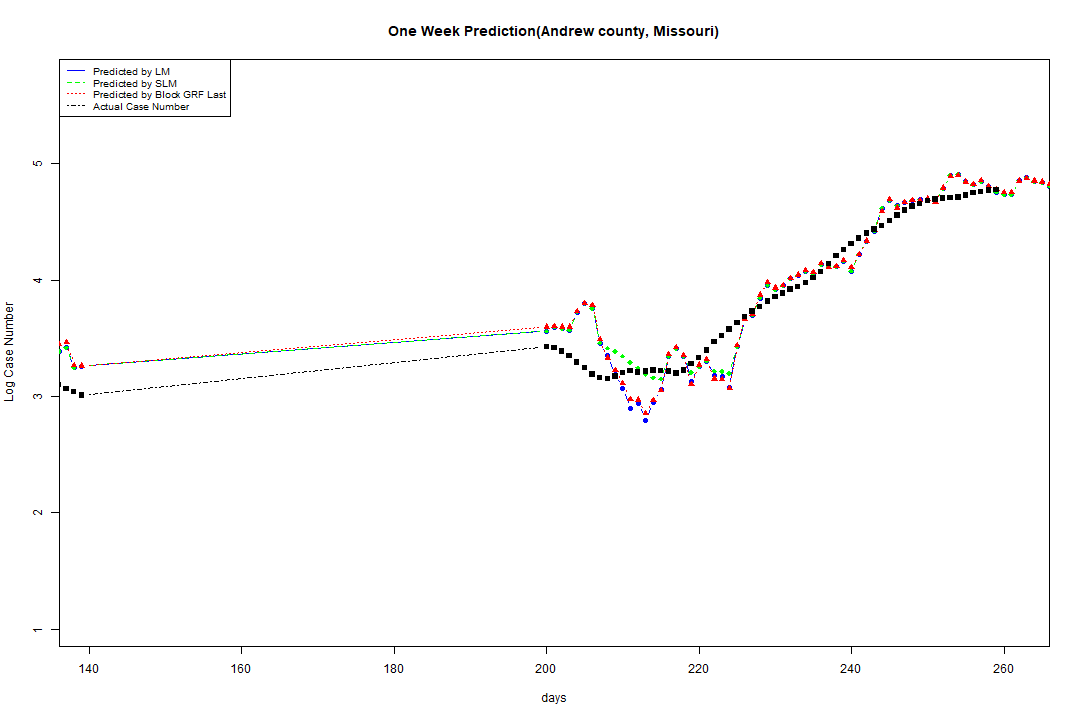 One Week Prediction(Andrew county, Missouri)
Predicted by LM
Predicted by SLM
Predicted by Block GRF Last
Actual Case Number
Log Case Number
5
4
3
2
1
140 160 180 200 220 240 260
days